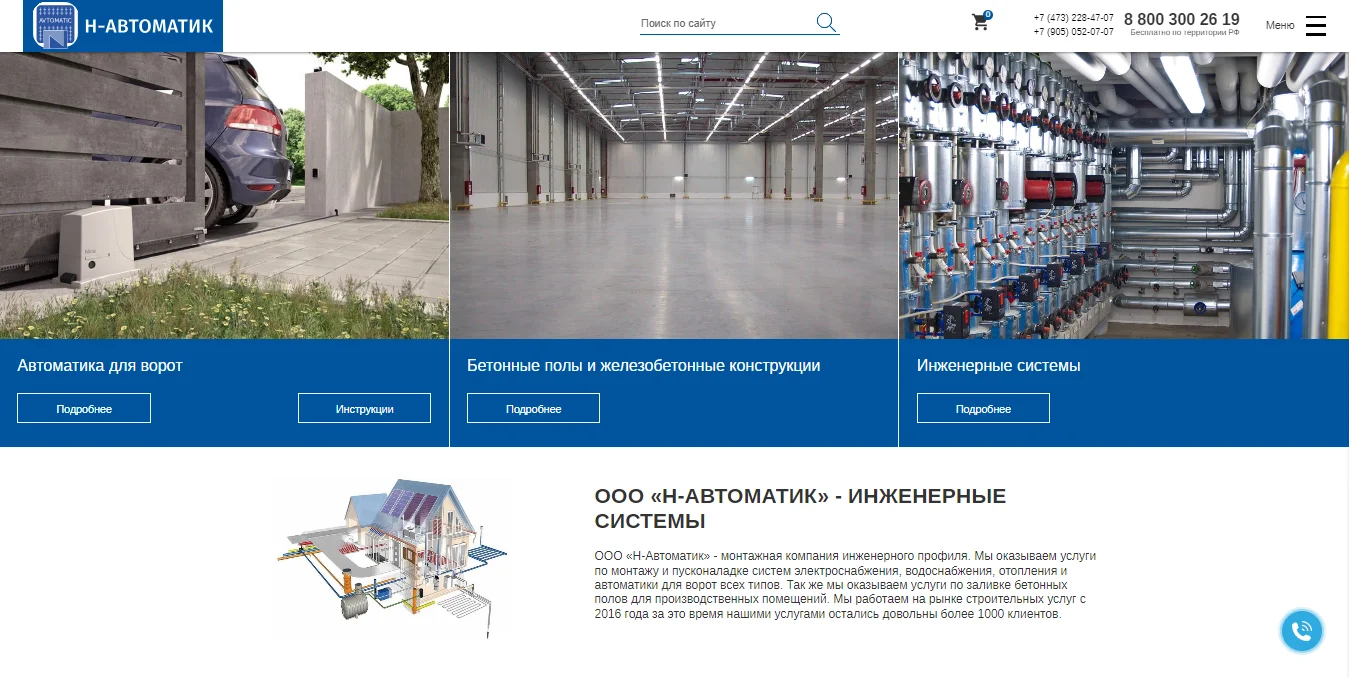 AVTOMATIC
Н-АВТОМАТИК
Поиск по сайту
0
+7 (473) 228-47-07
+7 (905) 052-07-07
8 800 300 26 19
Бесплатно по территории РФ
Меню
Автоматика для ворот
Подробнее
Инструкции
Бетонные полы и железобетонные конструкции
Подробнее
Инженерные системы
Подробнее
ООО «Н-АВТОМАТИК» - ИНЖЕНЕРНЫЕ
СИСТЕМЫ
ООО «Н-Автоматик» - монтажная компания инженерного профиля. Мы оказываем услуги
по монтажу и пусконаладке систем электроснабжения, водоснабжения, отопления и
автоматики для ворот всех типов. Так же мы оказываем услуги по заливке бетонных
полов для производственных помещений. Мы работаем на рынке строительных услуг с
2016 года за это время нашими услугами остались довольны более 1000 клиентов.